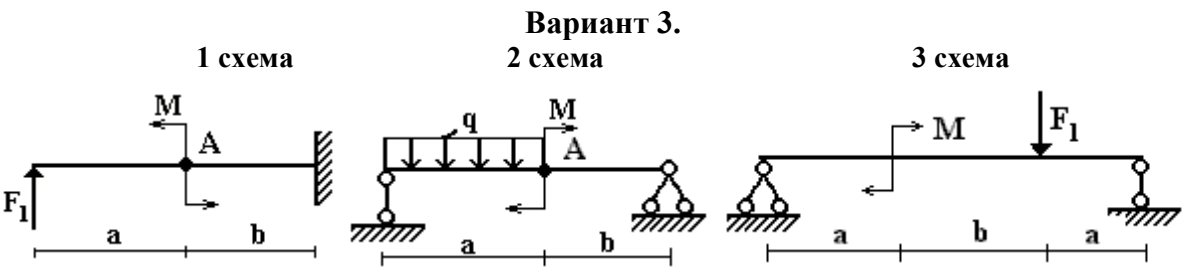 Вариант 3.
1 схема 2 схема 3 схема
M A F₁ a b
q M A a b
M F₁ a b a